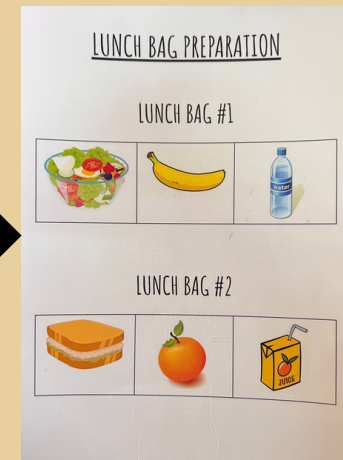 LUNCH BAG PREPARATION
LUNCH BAG #1
water
LUNCH BAG #2
JUICE